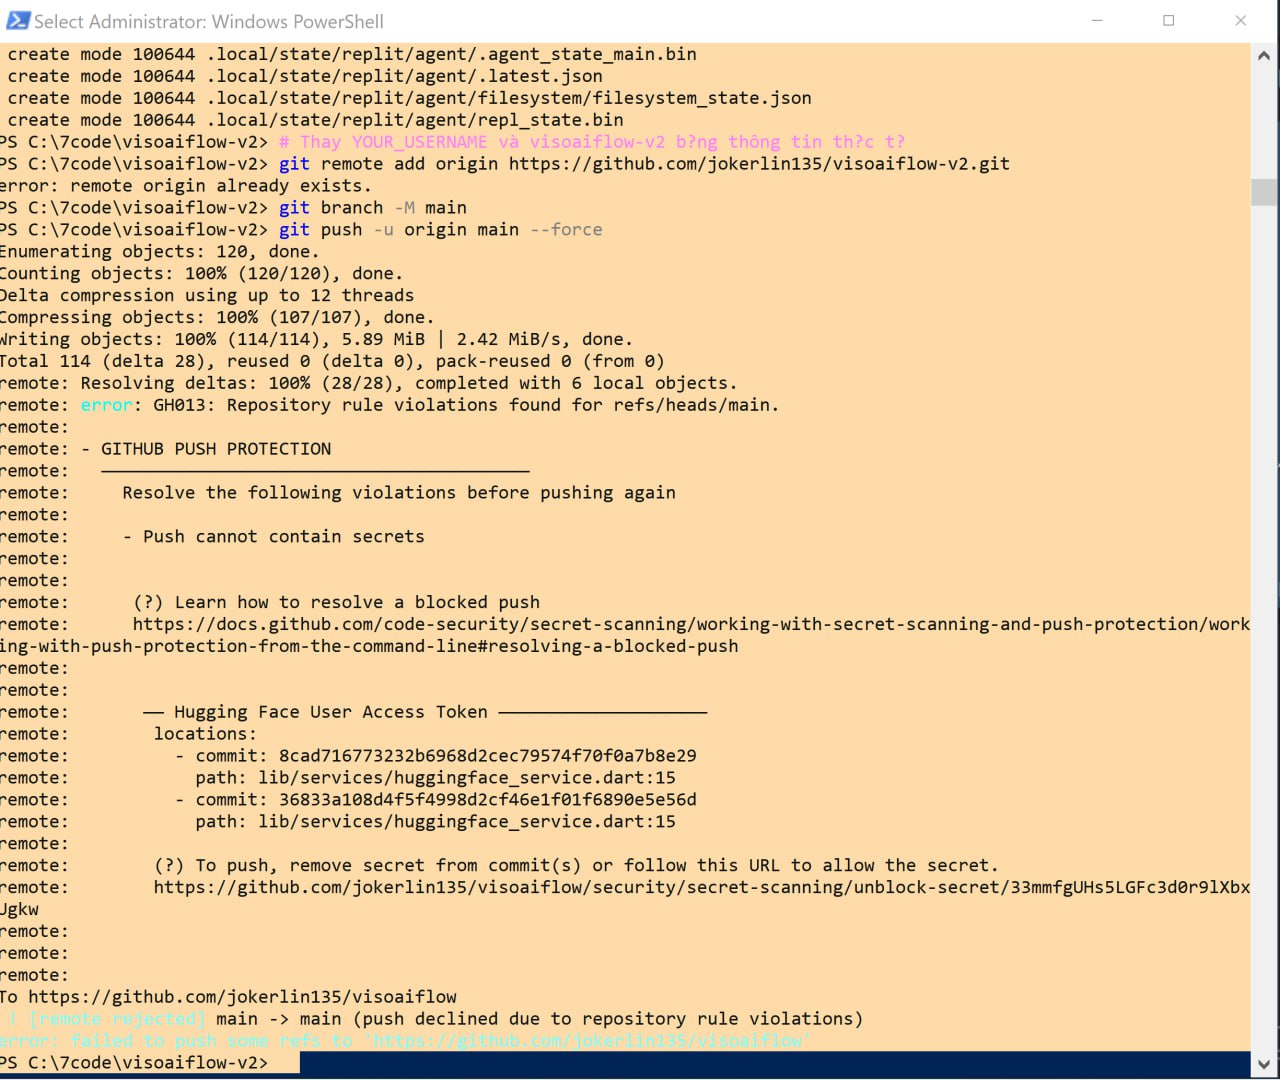 Select Administrator: Windows PowerShell
create mode 100644 .local/state/replit/agent/.agent_state_main.bin
create mode 100644 .local/state/replit/agent/.latest.json
create mode 100644 .local/state/replit/agent/filesystem/filesystem_state.json
create mode 100644 .local/state/replit/agent/repl_state.bin
PS C:\7code\visoaiflow-v2> # Thay YOUR_USERNAME và visoaiflow-v2 b?ng thông tin th?c t?
PS C:\7code\visoaiflow-v2> git remote add origin https://github.com/jokerlin135/visoaiflow-v2.git
error: remote origin already exists.
PS C:\7code\visoaiflow-v2> git branch -M main
PS C:\7code\visoaiflow-v2> git push -u origin main --force
Enumerating objects: 120, done.
Counting objects: 100% (120/120), done.
Delta compression using up to 12 threads
Compressing objects: 100% (107/107), done.
Writing objects: 100% (114/114), 5.89 MiB | 2.42 MiB/s, done.
Total 114 (delta 28), reused 0 (delta 0), pack-reused 0 (from 0)
remote: Resolving deltas: 100% (28/28), completed with 6 local objects.
remote: error: GH013: Repository rule violations found for refs/heads/main.
remote:
remote: - GITHUB PUSH PROTECTION
remote: —————————————————————————————————————————
remote: Resolve the following violations before pushing again
remote:
remote: - Push cannot contain secrets
remote:
remote:
remote: (?) Learn how to resolve a blocked push
remote: https://docs.github.com/code-security/secret-scanning/working-with-secret-scanning-and-push-protection/work
ing-with-push-protection-from-the-command-line#resolving-a-blocked-push
remote:
remote:
remote: —— Hugging Face User Access Token ————————————————————
remote: locations:
remote: - commit: 8cad716773232b6968d2cec79574f70f0a7b8e29
remote: path: lib/services/huggingface_service.dart:15
remote: - commit: 36833a108d4f5f4998d2cf46e1f01f6890e5e56d
remote: path: lib/services/huggingface_service.dart:15
remote:
remote: (?) To push, remove secret from commit(s) or follow this URL to allow the secret.
remote: https://github.com/jokerlin135/visoaiflow/security/secret-scanning/unblock-secret/33mmfgUHs5LGFc3d0r9lXbx
Ugkw
remote:
remote:
remote:
To https://github.com/jokerlin135/visoaiflow
! [remote rejected] main -> main (push declined due to repository rule violations)
error: failed to push some refs to 'https://github.com/jokerlin135/visoaiflow'
PS C:\7code\visoaiflow-v2>